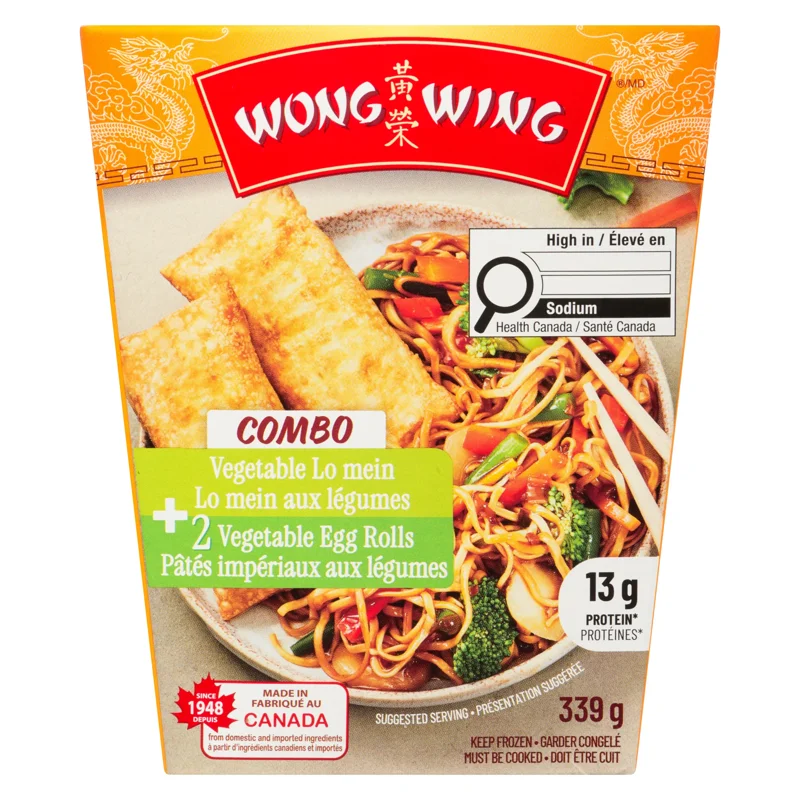 WONG 黃榮 WING
®/MD
High in / Élevé en
Sodium
Health Canada / Santé Canada
COMBO
Vegetable Lo mein
Lo mein aux légumes
+ 2 Vegetable Egg Rolls
Pâtés impériaux aux légumes
13 g
PROTEIN*
PROTÉINES*
SINCE
1948
DEPUIS
MADE IN
FABRIQUÉ AU
CANADA
from domestic and imported ingredients
à partir d'ingrédients canadiens et importés
SUGGESTED SERVING • PRÉSENTATION SUGGÉRÉE
339 g
KEEP FROZEN • GARDER CONGELÉ
MUST BE COOKED • DOIT ÊTRE CUIT